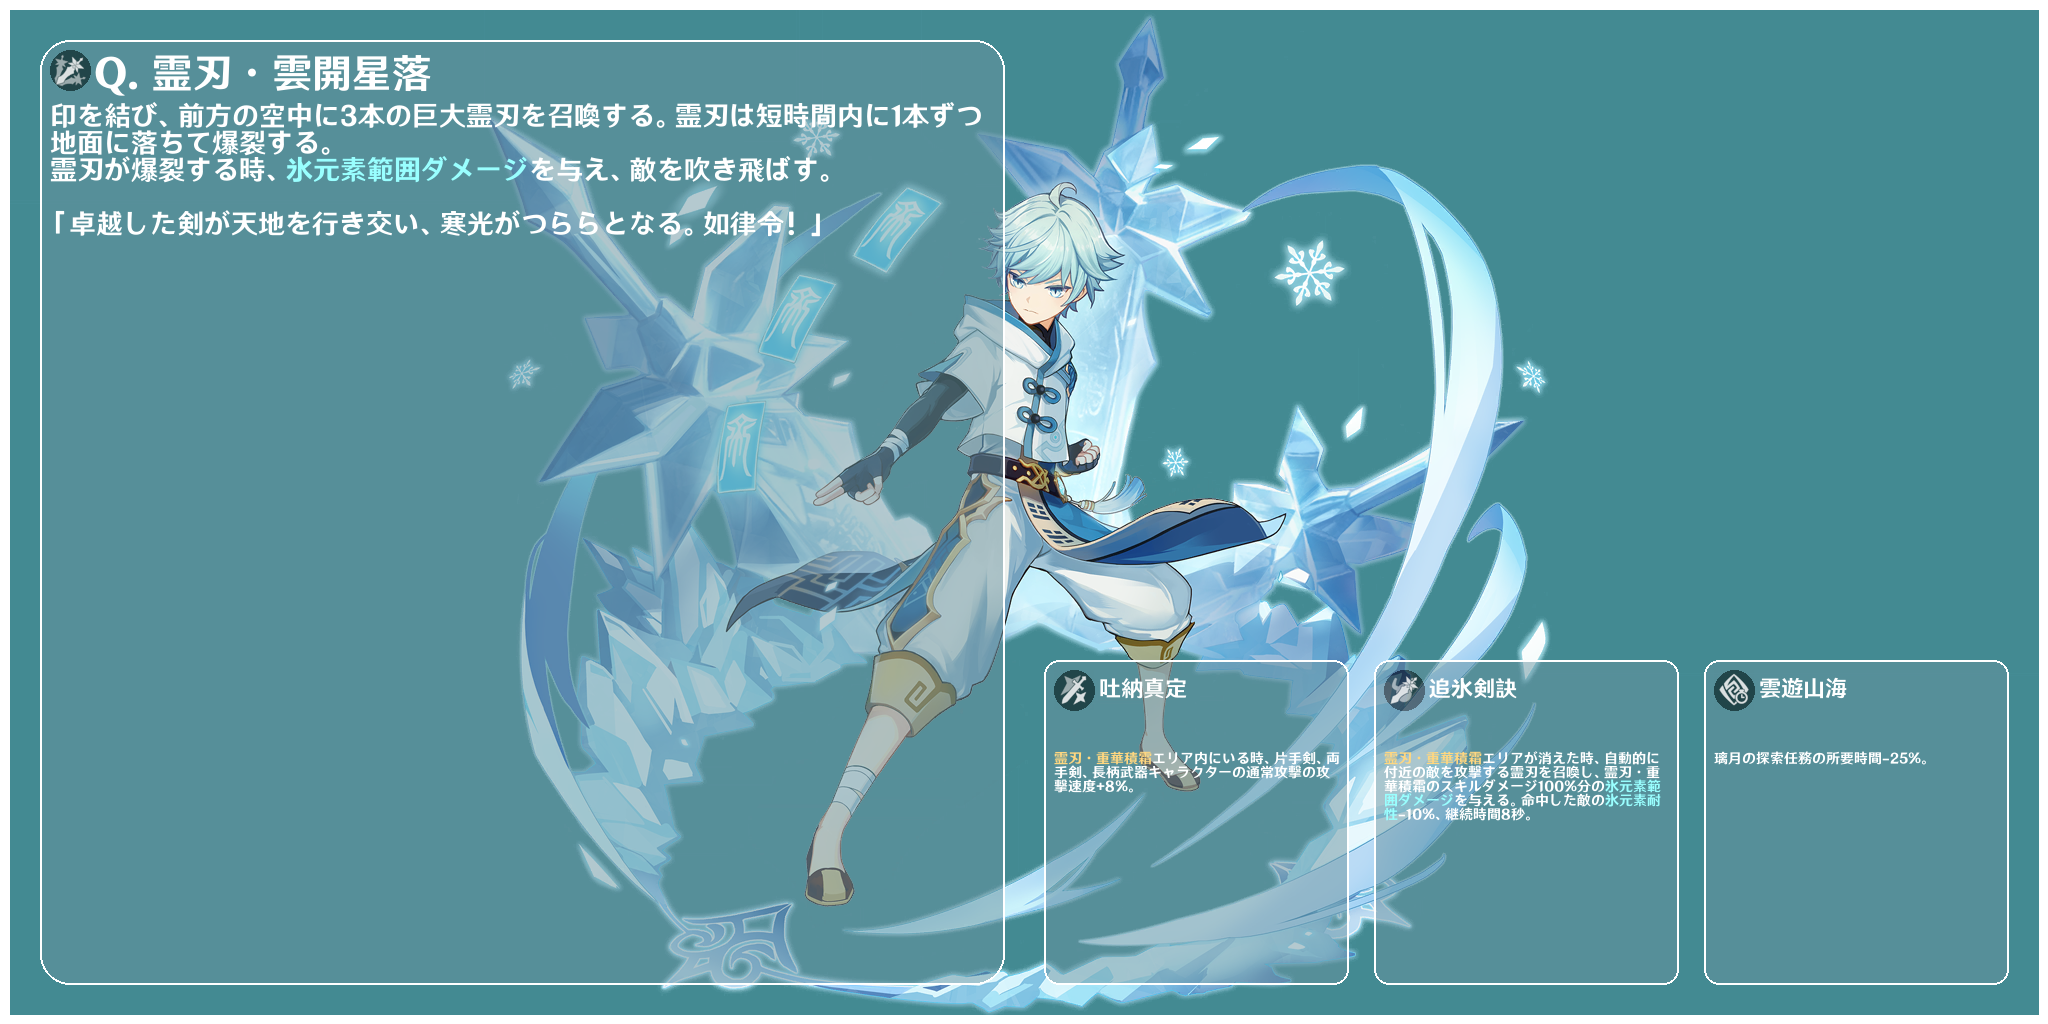 Q. 霊刃・雲開星落
印を結び、前方の空中に3本の巨大霊刃を召喚する。霊刃は短時間内に1本ずつ
地面に落ちて爆裂する。
霊刃が爆裂する時、氷元素範囲ダメージを与え、敵を吹き飛ばす。
「卓越した剣が天地を行き交い、寒光がつららとなる。如律令！」
吐納真定
霊刃・重華積霜エリア内にいる時、片手剣、両
手剣、長柄武器キャラクターの通常攻撃の攻
撃速度+8%。
追氷剣訣
霊刃・重華積霜エリアが消えた時、自動的に
付近の敵を攻撃する霊刃を召喚し、霊刃・重
華積霜のスキルダメージ100%分の氷元素範
囲ダメージを与える。命中した敵の氷元素耐
性-10%、継続時間8秒。
雲遊山海
璃月の探索任務の所要時間-25%。